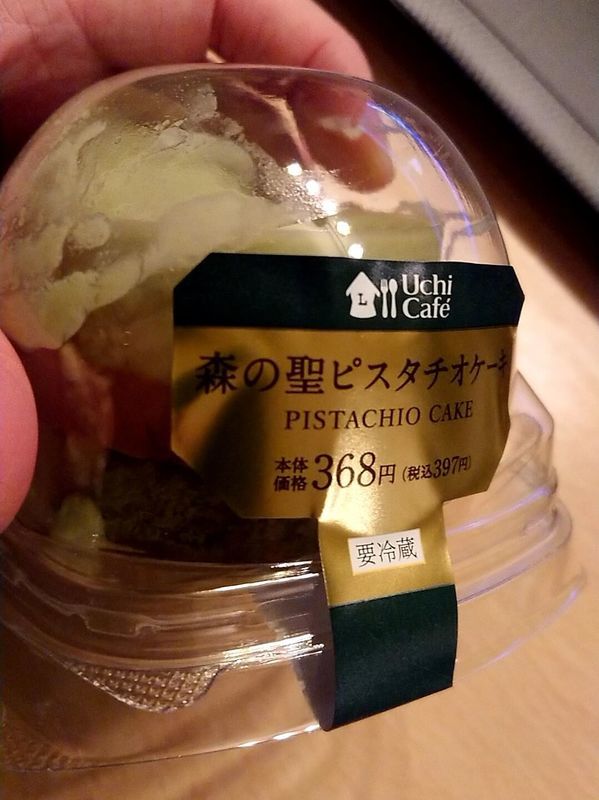 L
Uchi
Café
森の聖ピスタチオケーキ
PISTACHIO CAKE
本体
価格 368円 (税込397円)
要冷蔵